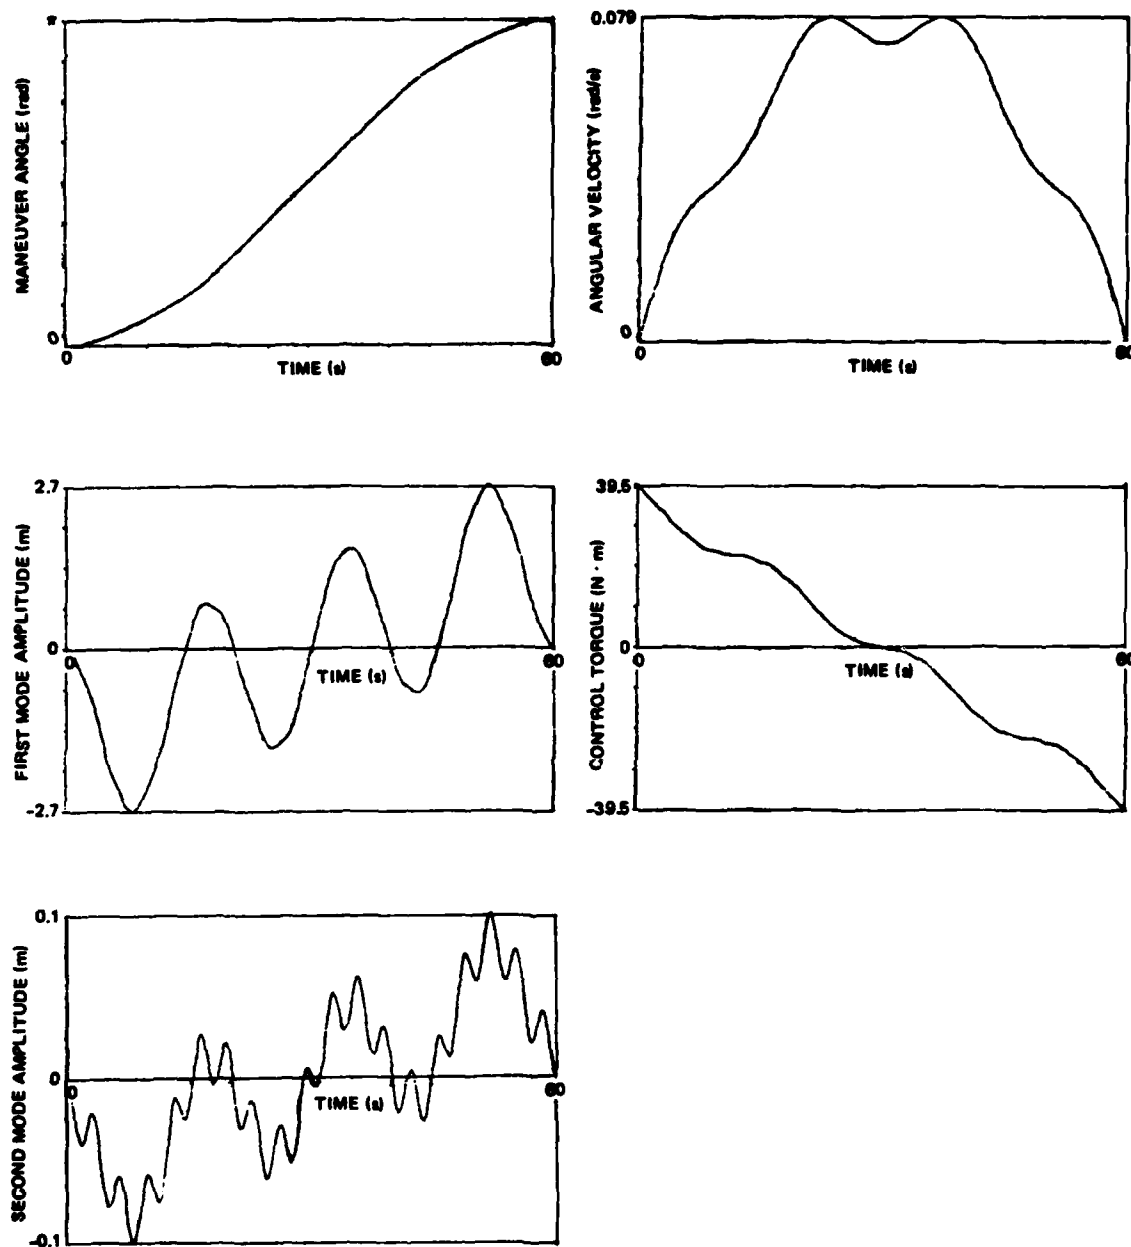 MANEUVER ANGLE (rad)
π
0
0
60
TIME (s)
ANGULAR VELOCITY (rad/s)
0.079
0
0
TIME (s)
FIRST MODE AMPLITUDE (m)
2.7
0
-2.7
0
60
TIME (s)
CONTROL TORQUE (N · m)
39.5
0
-39.5
0
60
TIME (s)
SECOND MODE AMPLITUDE (m)
0.1
0
-0.1
0
60
TIME (s)